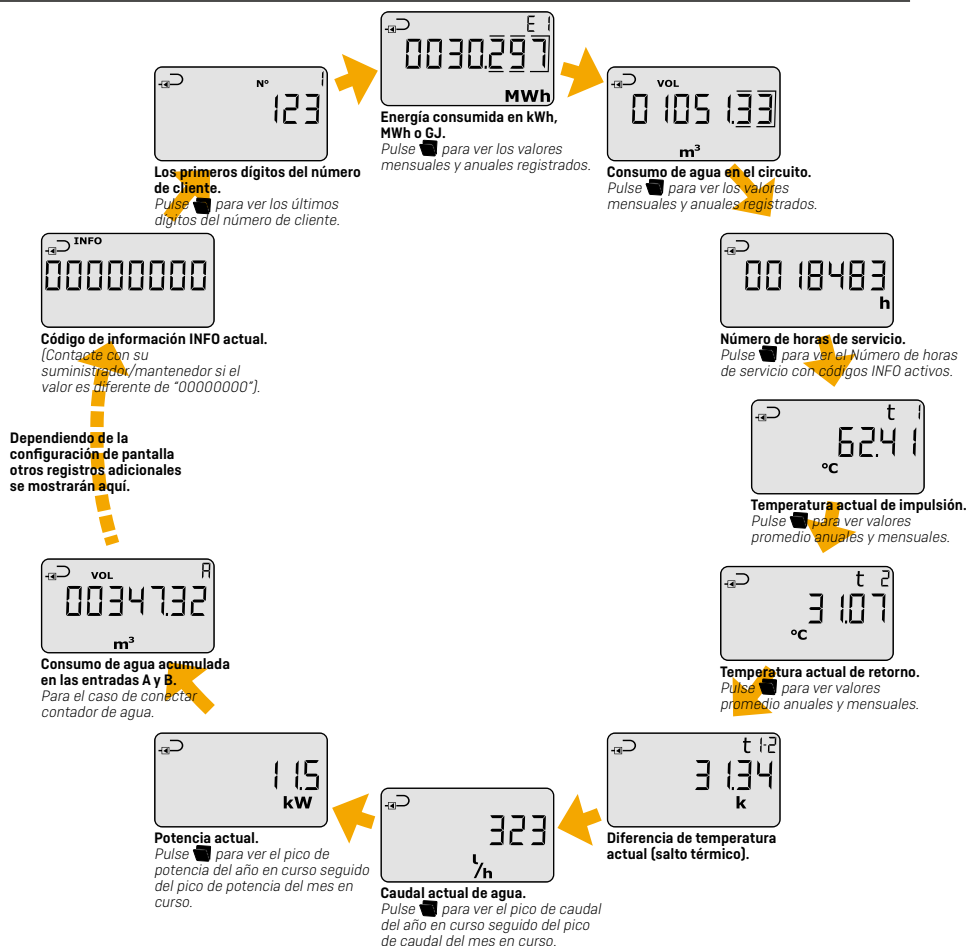 E 1
0030.297
MWh
Energía consumida en kWh,
MWh o GJ.
Pulse para ver los valores
mensuales y anuales registrados.
VOL
01051.33
m³
Consumo de agua en el circuito.
Pulse para ver los valores
mensuales y anuales registrados.
0018483
h
Número de horas de servicio.
Pulse para ver el Número de horas
de servicio con códigos INFO activos.
t 1
62.41
°C
Temperatura actual de impulsión.
Pulse para ver valores
promedio anuales y mensuales.
t 2
31.07
°C
Temperatura actual de retorno.
Pulse para ver valores
promedio anuales y mensuales.
t 1-2
31.34
k
Diferencia de temperatura
actual (salto térmico).
323
l/h
Caudal actual de agua.
Pulse para ver el pico de caudal
del año en curso seguido del pico
de caudal del mes en curso.
11.5
kW
Potencia actual.
Pulse para ver el pico de
potencia del año en curso seguido
del pico de potencia del mes en
curso.
VOL A
00347.32
m³
Consumo de agua acumulada
en las entradas A y B.
Para el caso de conectar
contador de agua.
Dependiendo de la
configuración de pantalla
otros registros adicionales
se mostrarán aquí.
INFO
00000000
Código de información INFO actual.
(Contacte con su
suministrador/mantenedor si el
valor es diferente de “00000000”).
Nº 1
123
Los primeros dígitos del número
de cliente.
Pulse para ver los últimos
dígitos del número de cliente.